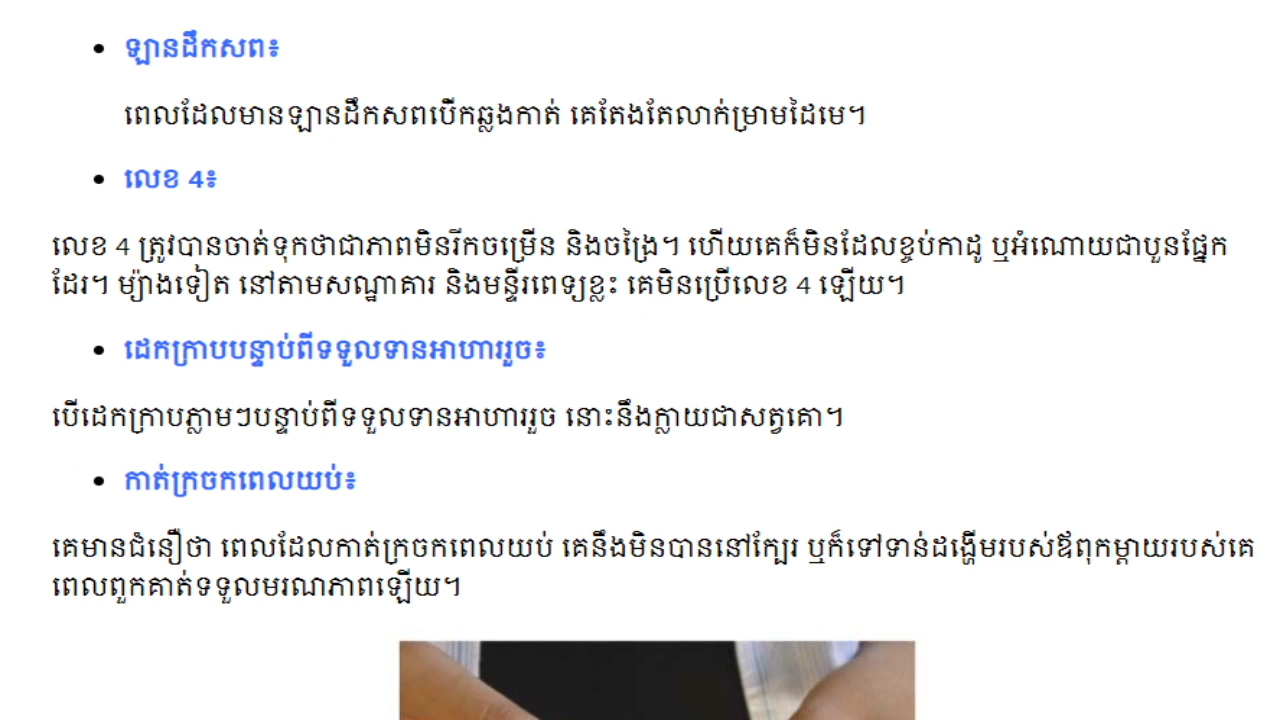 ឡានដឹកសព៖
ពេលដែលមានឡានដឹកសពបើកឆ្លងកាត់ គេតែងតែលាក់ម្រាមដៃមេ។
លេខ 4៖
លេខ 4 ត្រូវបានចាត់ទុកថាជាភាពមិនរីកចម្រើន និងចង្រៃ។ ហើយគេក៏មិនដែលខ្ចប់កាដូ ឬអំណោយជាបួនផ្នែក
ដែរ។ ម៉្យាងទៀត នៅតាមសណ្ឋាគារ និងមន្ទីរពេទ្យខ្លះ គេមិនប្រើលេខ 4 ឡើយ។
ដេកក្រាបបន្ទាប់ពីទទួលទានអាហាររួច៖
បើដេកក្រាបភ្លាមៗបន្ទាប់ពីទទួលទានអាហាររួច នោះនឹងក្លាយជាសត្វគោ។
កាត់ក្រចកពេលយប់៖
គេមានជំនឿថា ពេលដែលកាត់ក្រចកពេលយប់ គេនឹងមិនបាននៅក្បែរ ឬក៏ទៅទាន់ដង្ហើមរបស់ឪពុកម្ដាយរបស់គេ
ពេលពួកគាត់ទទួលមរណភាពឡើយ។